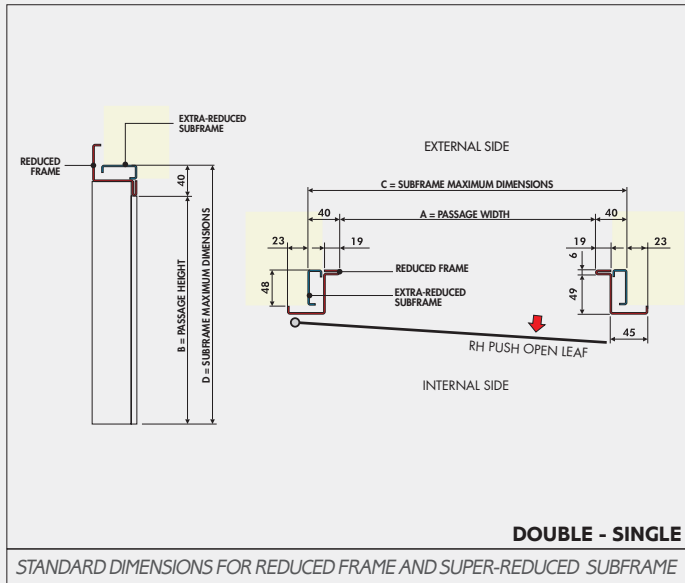 EXTRA-REDUCED
SUBFRAME
REDUCED
FRAME
40
B = PASSAGE HEIGHT
D = SUBFRAME MAXIMUM DIMENSIONS
EXTERNAL SIDE
C = SUBFRAME MAXIMUM DIMENSIONS
40
A = PASSAGE WIDTH
40
23
19
19
23
6
REDUCED FRAME
48
EXTRA-REDUCED
SUBFRAME
49
45
RH PUSH OPEN LEAF
INTERNAL SIDE
DOUBLE - SINGLE
STANDARD DIMENSIONS FOR REDUCED FRAME AND SUPER-REDUCED SUBFRAME